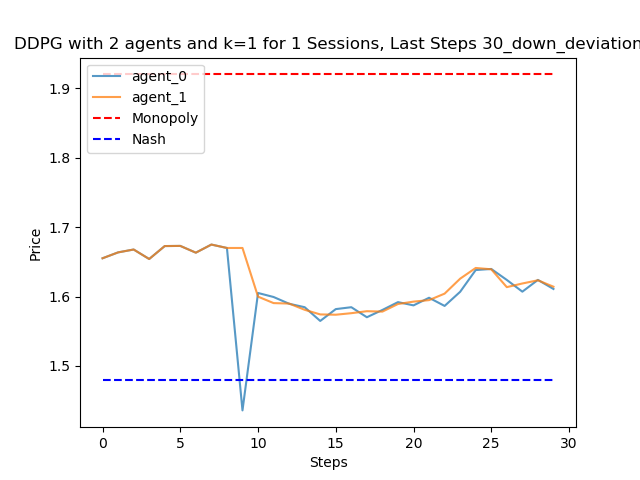 DDPG with 2 agents and k=1 for 1 Sessions, Last Steps 30_down_deviation
agent_0
agent_1
Monopoly
Nash
1.9
1.8
1.7
1.6
1.5
Price
0 5 10 15 20 25 30
Steps